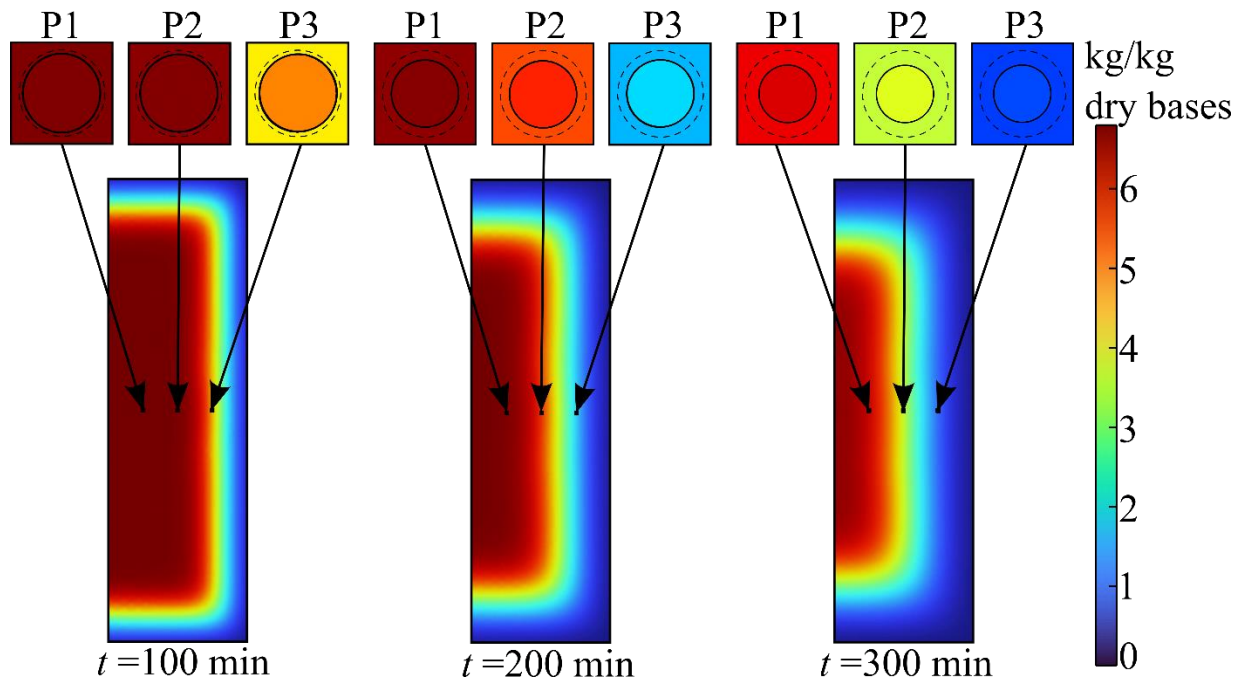 P1 P2 P3 P1 P2 P3 P1 P2 P3
kg/kg
dry bases
6
5
4
3
2
1
0
t =100 min t =200 min t =300 min